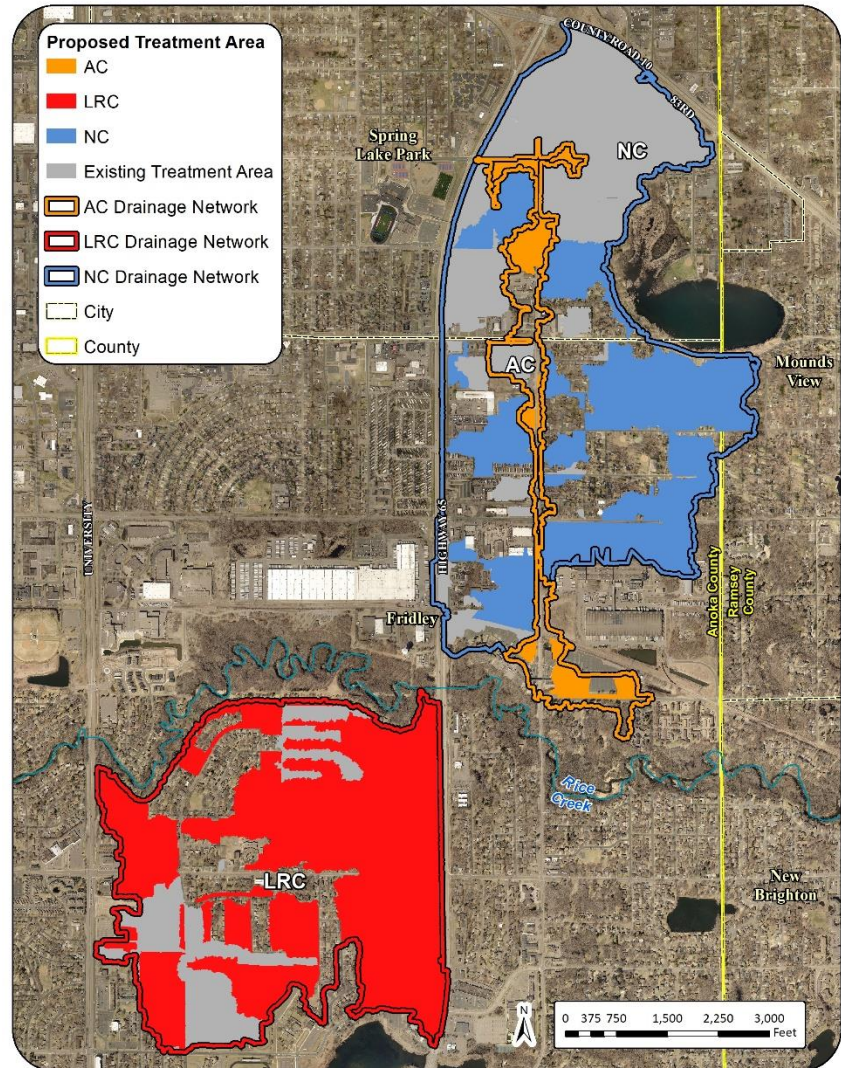 Proposed Treatment Area
AC
LRC
NC
Existing Treatment Area
AC Drainage Network
LRC Drainage Network
NC Drainage Network
City
County
COUNTY ROAD 10
83RD
Spring
Lake Park
NC
AC
Mounds
View
UNIVERSITY
HIGHWAY 65
Anoka County
Ramsey
County
Fridley
Rice
Creek
LRC
New
Brighton
N
0 375 750 1,500 2,250 3,000
Feet